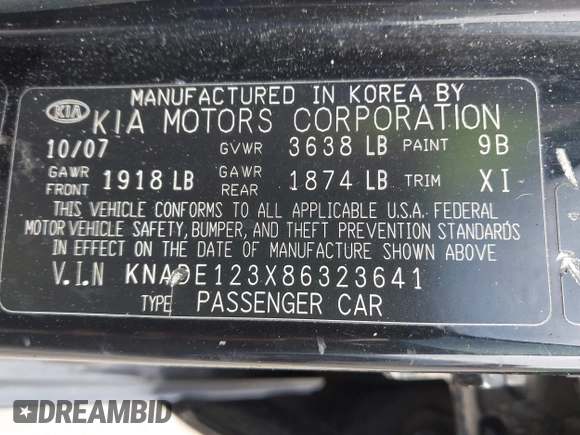 MANUFACTURED IN KOREA BY
KIA KIA MOTORS CORPORATION
10/07 GVWR 3638 LB PAINT 9B
GAWR FRONT 1918 LB GAWR REAR 1874 LB TRIM XI
THIS VEHICLE CONFORMS TO ALL APPLICABLE U.S.A. FEDERAL
MOTOR VEHICLE SAFETY, BUMPER, AND THEFT PREVENTION STANDARDS
IN EFFECT ON THE DATE OF MANUFACTURE SHOWN ABOVE
V.I.N
TYPE PASSENGER CAR
DREAMBID